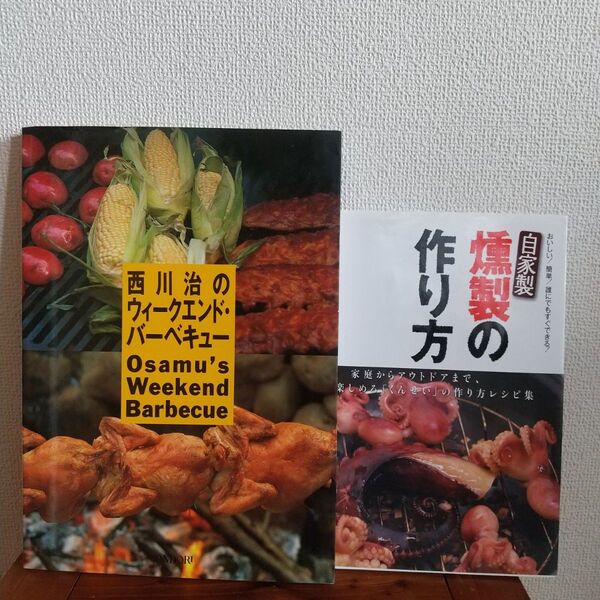 西川治の
ウィークエンド・
バーベキュー
Osamu's
Weekend
Barbecue
おいしい/簡単/誰にでもすぐできる/
自家製
燻製の
作り方
家庭からアウトドアまで、
楽しめる「くんせい」の作り方レシピ集